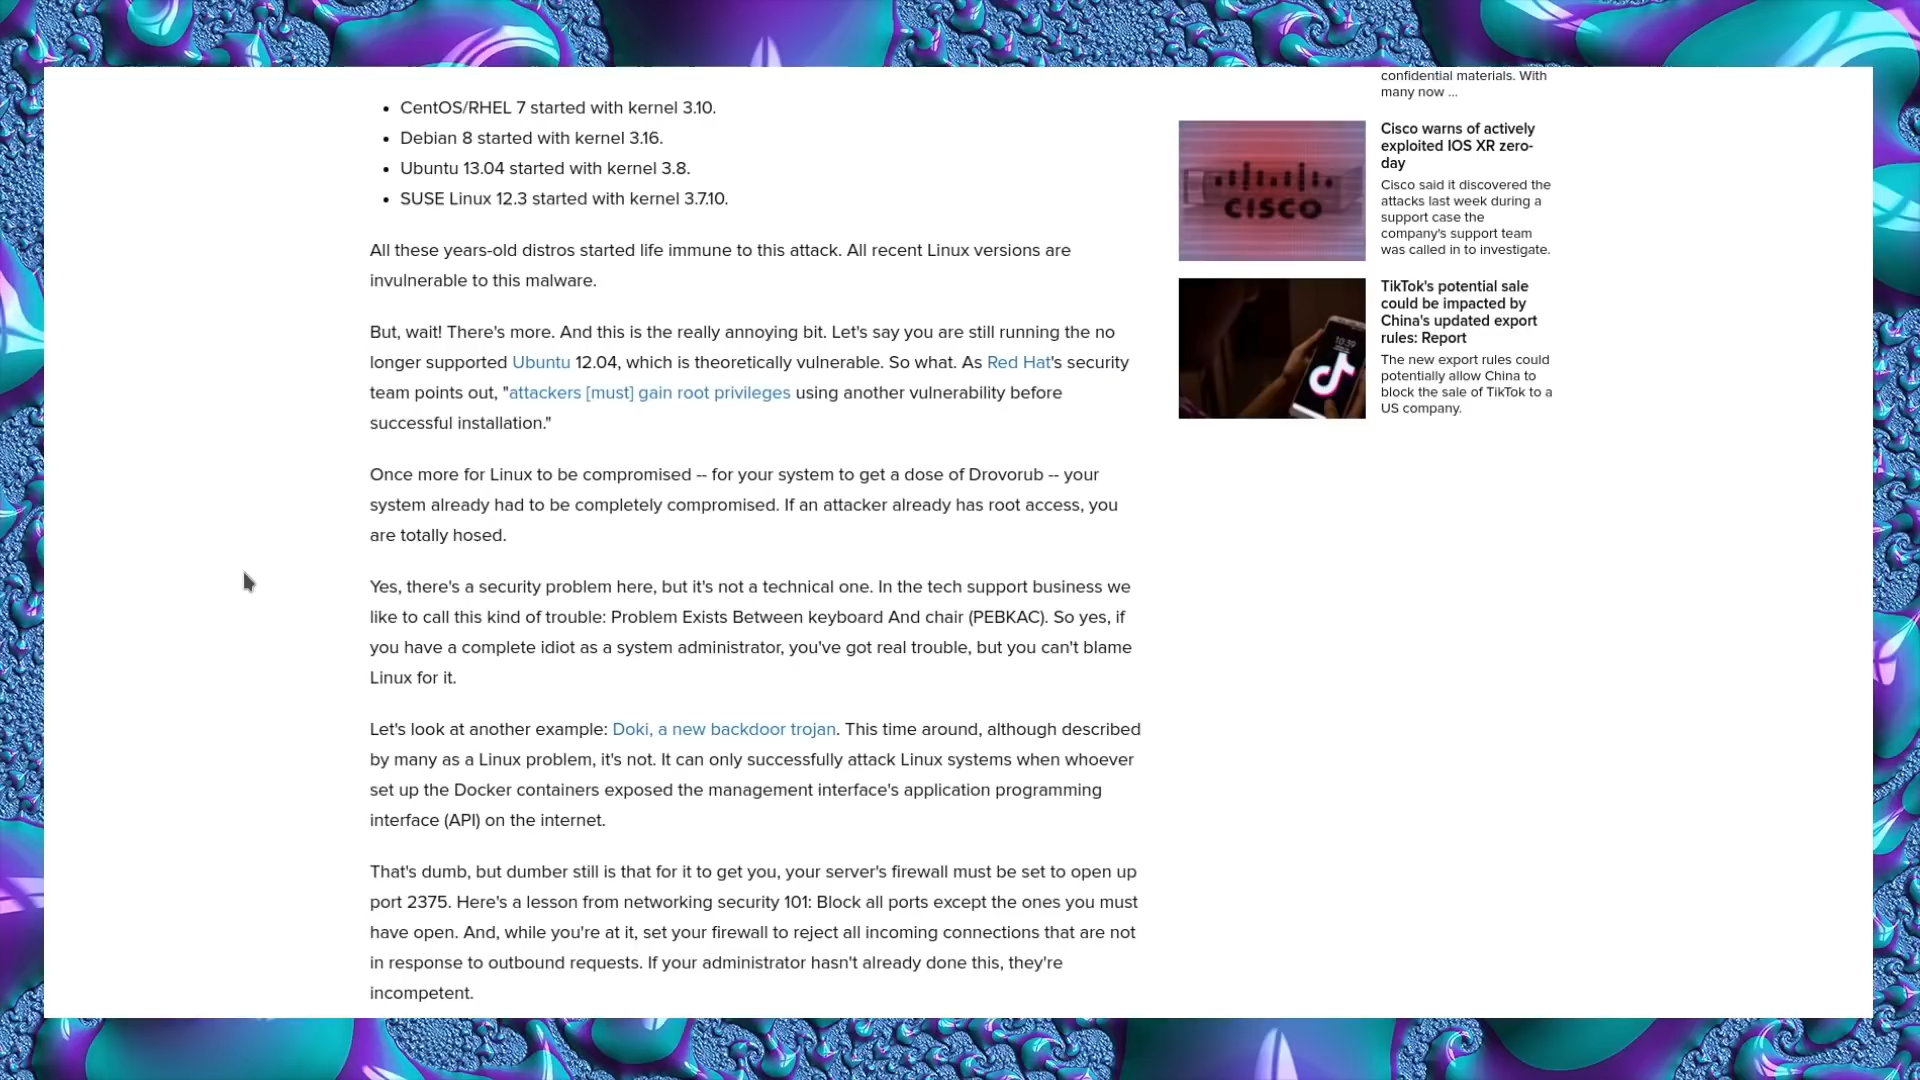 CentOS/RHEL 7 started with kernel 3.10.
Debian 8 started with kernel 3.16.
Ubuntu 13.04 started with kernel 3.8.
SUSE Linux 12.3 started with kernel 3.7.10.
All these years-old distros started life immune to this attack. All recent Linux versions are
invulnerable to this malware.
But, wait! There's more. And this is the really annoying bit. Let's say you are still running the no
longer supported Ubuntu 12.04, which is theoretically vulnerable. So what. As Red Hat's security
team points out, "attackers [must] gain root privileges using another vulnerability before
successful installation."
Once more for Linux to be compromised -- for your system to get a dose of Drovorub -- your
system already had to be completely compromised. If an attacker already has root access, you
are totally hosed.
Yes, there's a security problem here, but it's not a technical one. In the tech support business we
like to call this kind of trouble: Problem Exists Between keyboard And chair (PEBKAC). So yes, if
you have a complete idiot as a system administrator, you've got real trouble, but you can't blame
Linux for it.
Let's look at another example: Doki, a new backdoor trojan. This time around, although described
by many as a Linux problem, it's not. It can only successfully attack Linux systems when whoever
set up the Docker containers exposed the management interface's application programming
interface (API) on the internet.
That's dumb, but dumber still is that for it to get you, your server's firewall must be set to open up
port 2375. Here's a lesson from networking security 101: Block all ports except the ones you must
have open. And, while you're at it, set your firewall to reject all incoming connections that are not
in response to outbound requests. If your administrator hasn't already done this, they're
incompetent.
confidential materials. With
many now ...
CISCO
Cisco warns of actively
exploited IOS XR zero-
day
Cisco said it discovered the
attacks last week during a
support case the
company's support team
was called in to investigate.
10:39
TikTok's potential sale
could be impacted by
China's updated export
rules: Report
The new export rules could
potentially allow China to
block the sale of TikTok to a
US company.